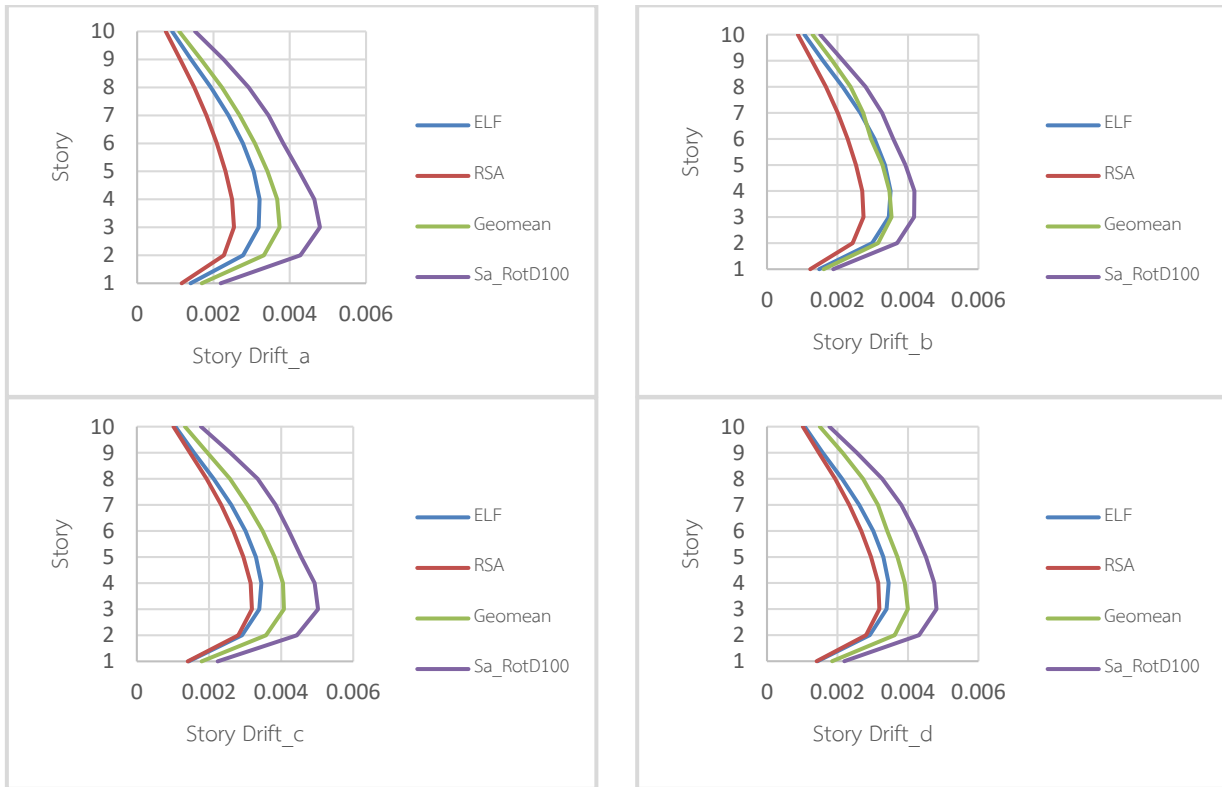 10
9
8
7
6
5
4
3
2
1
Story
0 0.002 0.004 0.006
Story Drift_a
ELF
RSA
Geomean
Sa_RotD100
10
9
8
7
6
5
4
3
2
1
Story
0 0.002 0.004 0.006
Story Drift_b
ELF
RSA
Geomean
Sa_RotD100
10
9
8
7
6
5
4
3
2
1
Story
0 0.002 0.004 0.006
Story Drift_c
ELF
RSA
Geomean
Sa_RotD100
10
9
8
7
6
5
4
3
2
1
Story
0 0.002 0.004 0.006
Story Drift_d
ELF
RSA
Geomean
Sa_RotD100